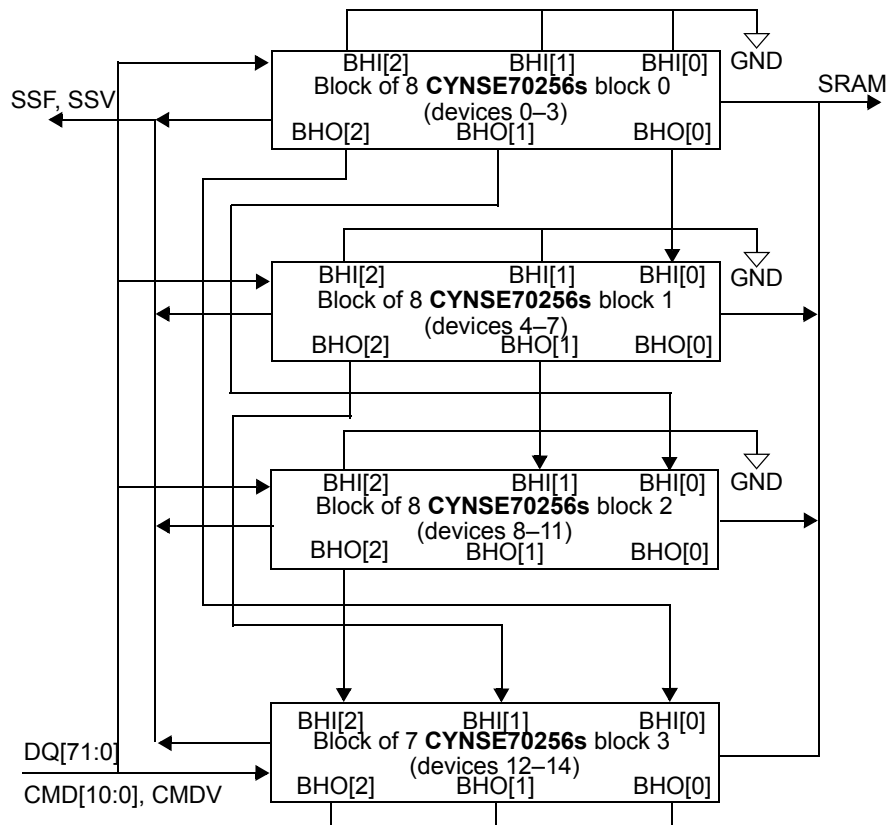 BHI[2] BHI[1] BHI[0] GND
Block of 8 CYNSE70256s block 0
(devices 0–3)
BHO[2] BHO[1] BHO[0]
SSF, SSV
SRAM
BHI[2] BHI[1] BHI[0] GND
Block of 8 CYNSE70256s block 1
(devices 4–7)
BHO[2] BHO[1] BHO[0]
BHI[2] BHI[1] BHI[0] GND
Block of 8 CYNSE70256s block 2
(devices 8–11)
BHO[2] BHO[1] BHO[0]
BHI[2] BHI[1] BHI[0]
Block of 7 CYNSE70256s block 3
(devices 12–14)
BHO[2] BHO[1] BHO[0]
DQ[71:0]
CMD[10:0], CMDV